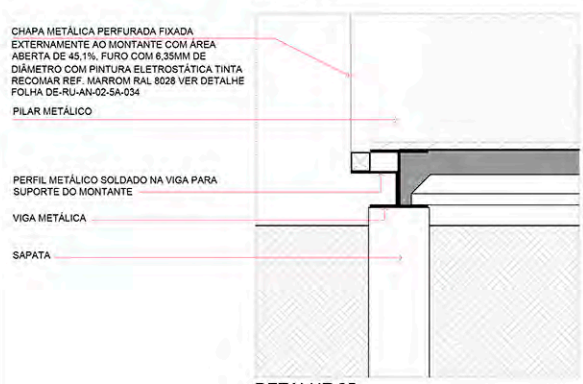 CHAPA METÁLICA PERFURADA FIXADA
EXTERNAMENTE AO MONTANTE COM ÁREA
ABERTA DE 45,1%, FURO COM 6,35MM DE
DIÂMETRO COM PINTURA ELETROSTÁTICA TINTA
RECOMAR REF. MARROM RAL 8028 VER DETALHE
FOLHA DE-RU-AN-02-5A-034
PILAR METÁLICO
PERFIL METÁLICO SOLDADO NA VIGA PARA
SUPORTE DO MONTANTE
VIGA METÁLICA
SAPATA